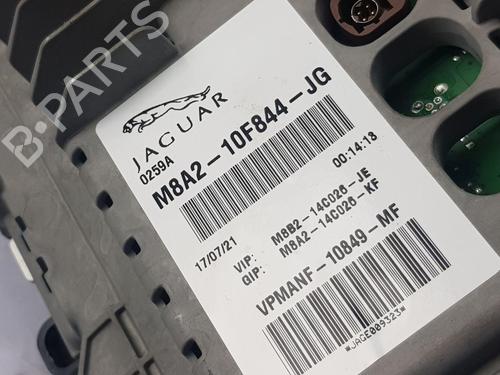 B-PARTS
JAGUAR
0259A
M8A2-10F844-JG
17/07/21
00:14:18
VIP: M8B2-14C026-JE
GIP: M8A2-14C026-KF
VPMANF-10849-MF
*JAGE009323*